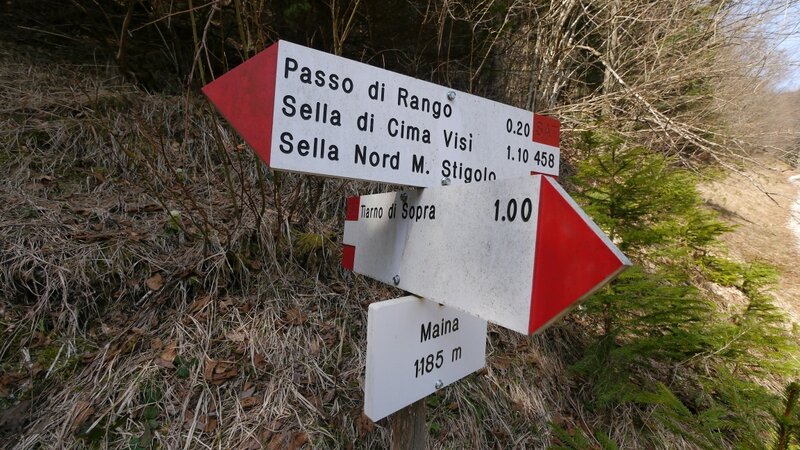 Passo di Rango 0.20
Sella di Cima Visi 1.10 458
Sella Nord M. Stigolo
Tiarno di Sopra 1.00
Maina
1185 m